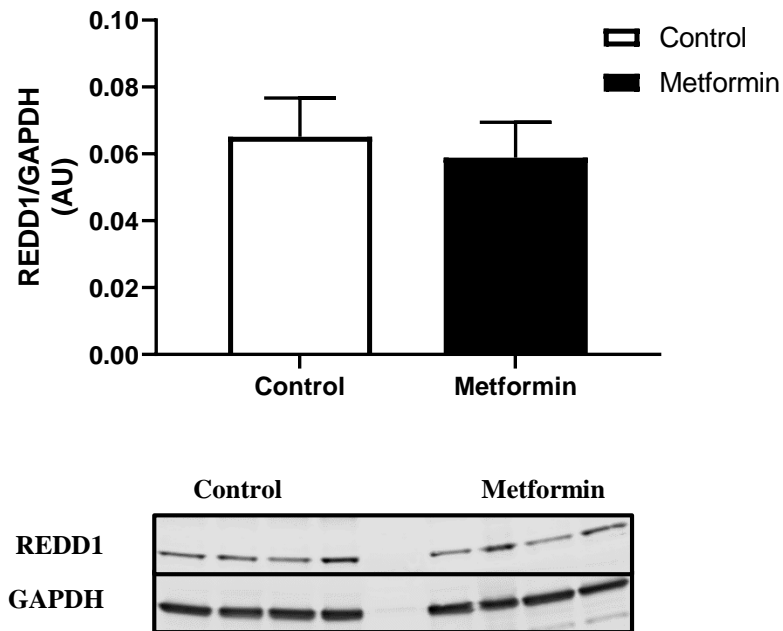 0.10
0.08
0.06
0.04
0.02
0.00
REDD1/GAPDH
(AU)
Control
Metformin
Control
Metformin
Control
Metformin
REDD1
GAPDH